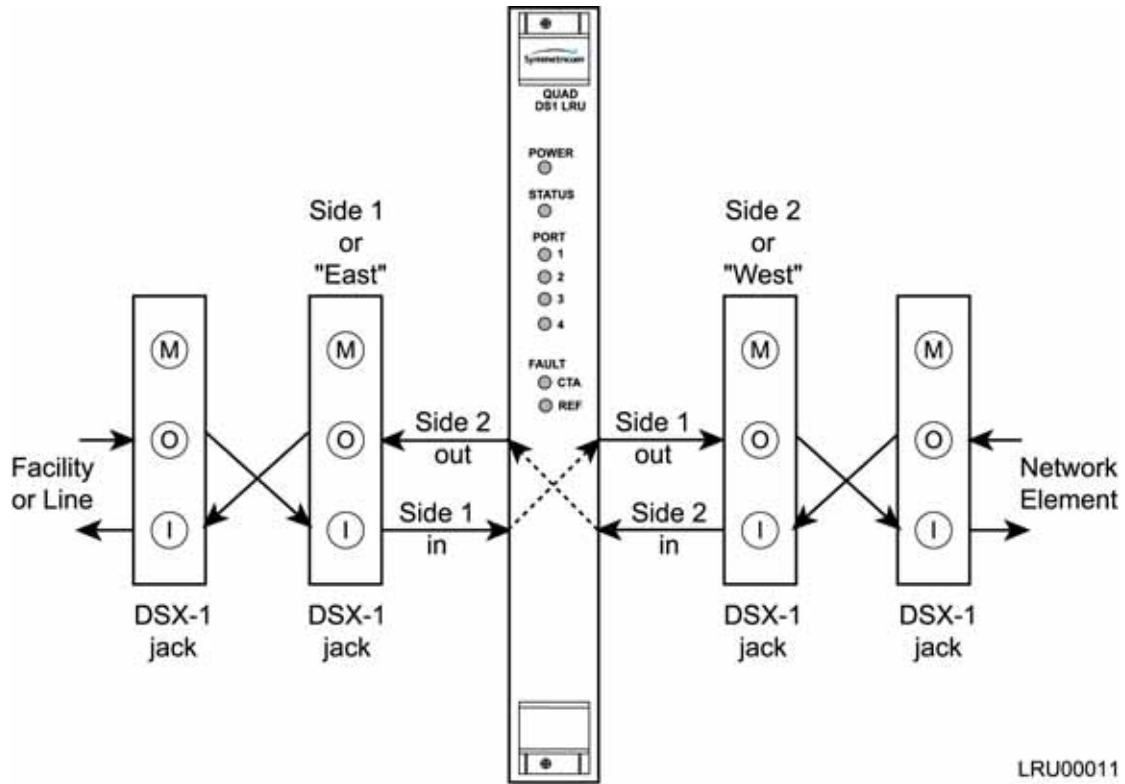 Symmetricom
QUAD
DS1 LRU
POWER
STATUS
PORT
1
2
3
4
FAULT
CTA
REF
Side 1
or
"East"
Side 2
or
"West"
M
M
M
M
O
O
Side 2
out
Side 1
out
O
O
Facility
or Line
I
I
Side 1
in
Side 2
in
I
I
Network
Element
DSX-1
jack
DSX-1
jack
DSX-1
jack
DSX-1
jack
LRU00011